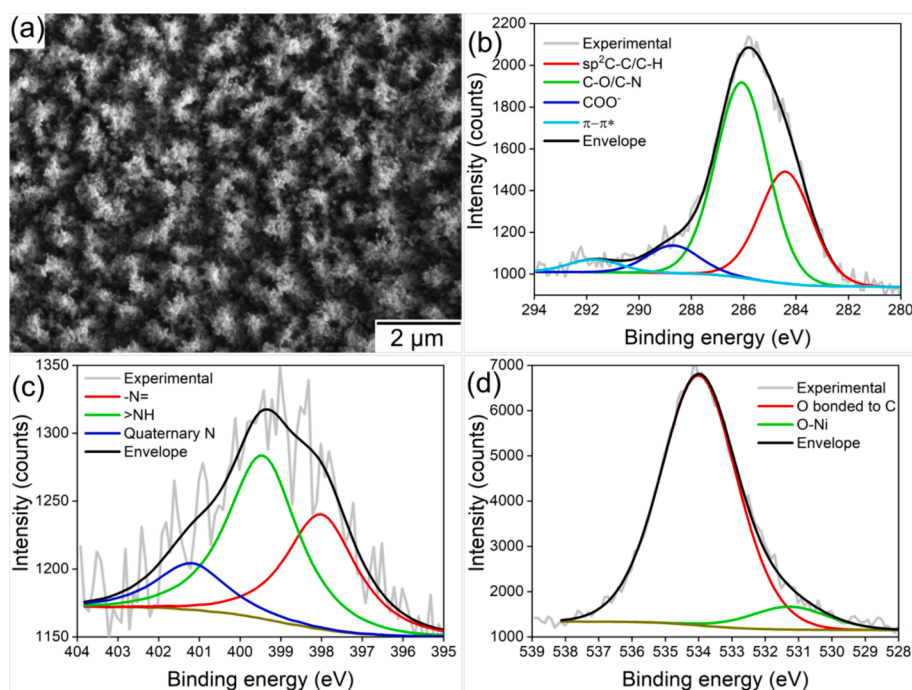 (a)
2 μm
(b)
Experimental
sp²C-C/C-H
C-O/C-N
COO⁻
π−π*
Envelope
Intensity (counts)
2200
2000
1800
1600
1400
1200
1000
294 292 290 288 286 284 282 280
Binding energy (eV)
(c)
Experimental
-N=
>NH
Quaternary N
Envelope
Intensity (counts)
1350
1300
1250
1200
1150
404 403 402 401 400 399 398 397 396 395
Binding energy (eV)
(d)
Experimental
O bonded to C
O-Ni
Envelope
Intensity (counts)
7000
6000
5000
4000
3000
2000
1000
539 538 537 536 535 534 533 532 531 530 529 528
Binding energy (eV)